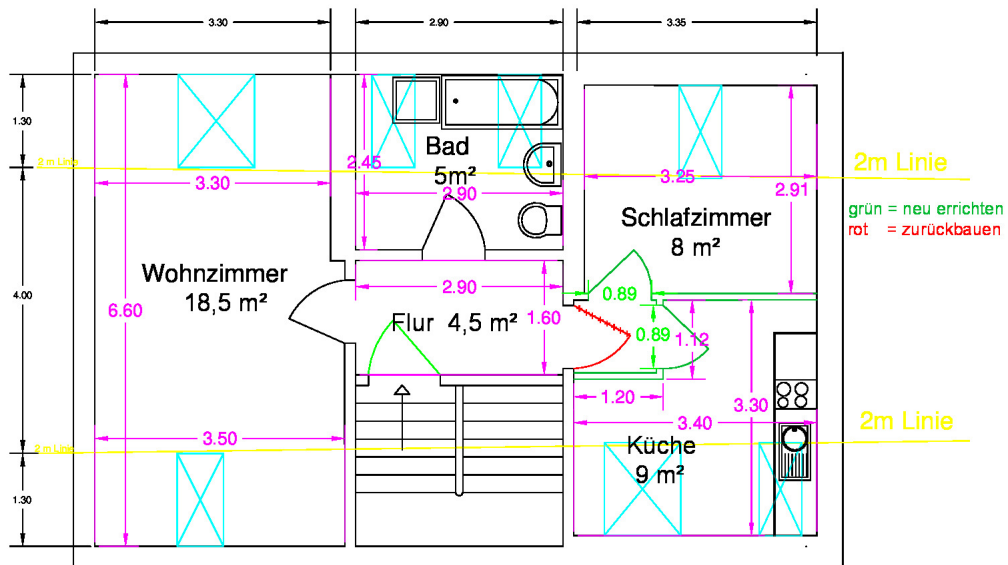 3.30
2.90
3.35
1.30
2m Linie
4.00
2m Linie
1.30
3.30
6.60
Wohnzimmer
18,5 m²
3.50
2.45
Bad
5m²
2.90
2.90
Flur 4,5 m²
1.60
3.25
2.91
Schlafzimmer
8 m²
0.89
0.89
1.12
1.20
3.30
3.40
Küche
9 m²
2m Linie
grün = neu errichten
rot = zurückbauen
2m Linie